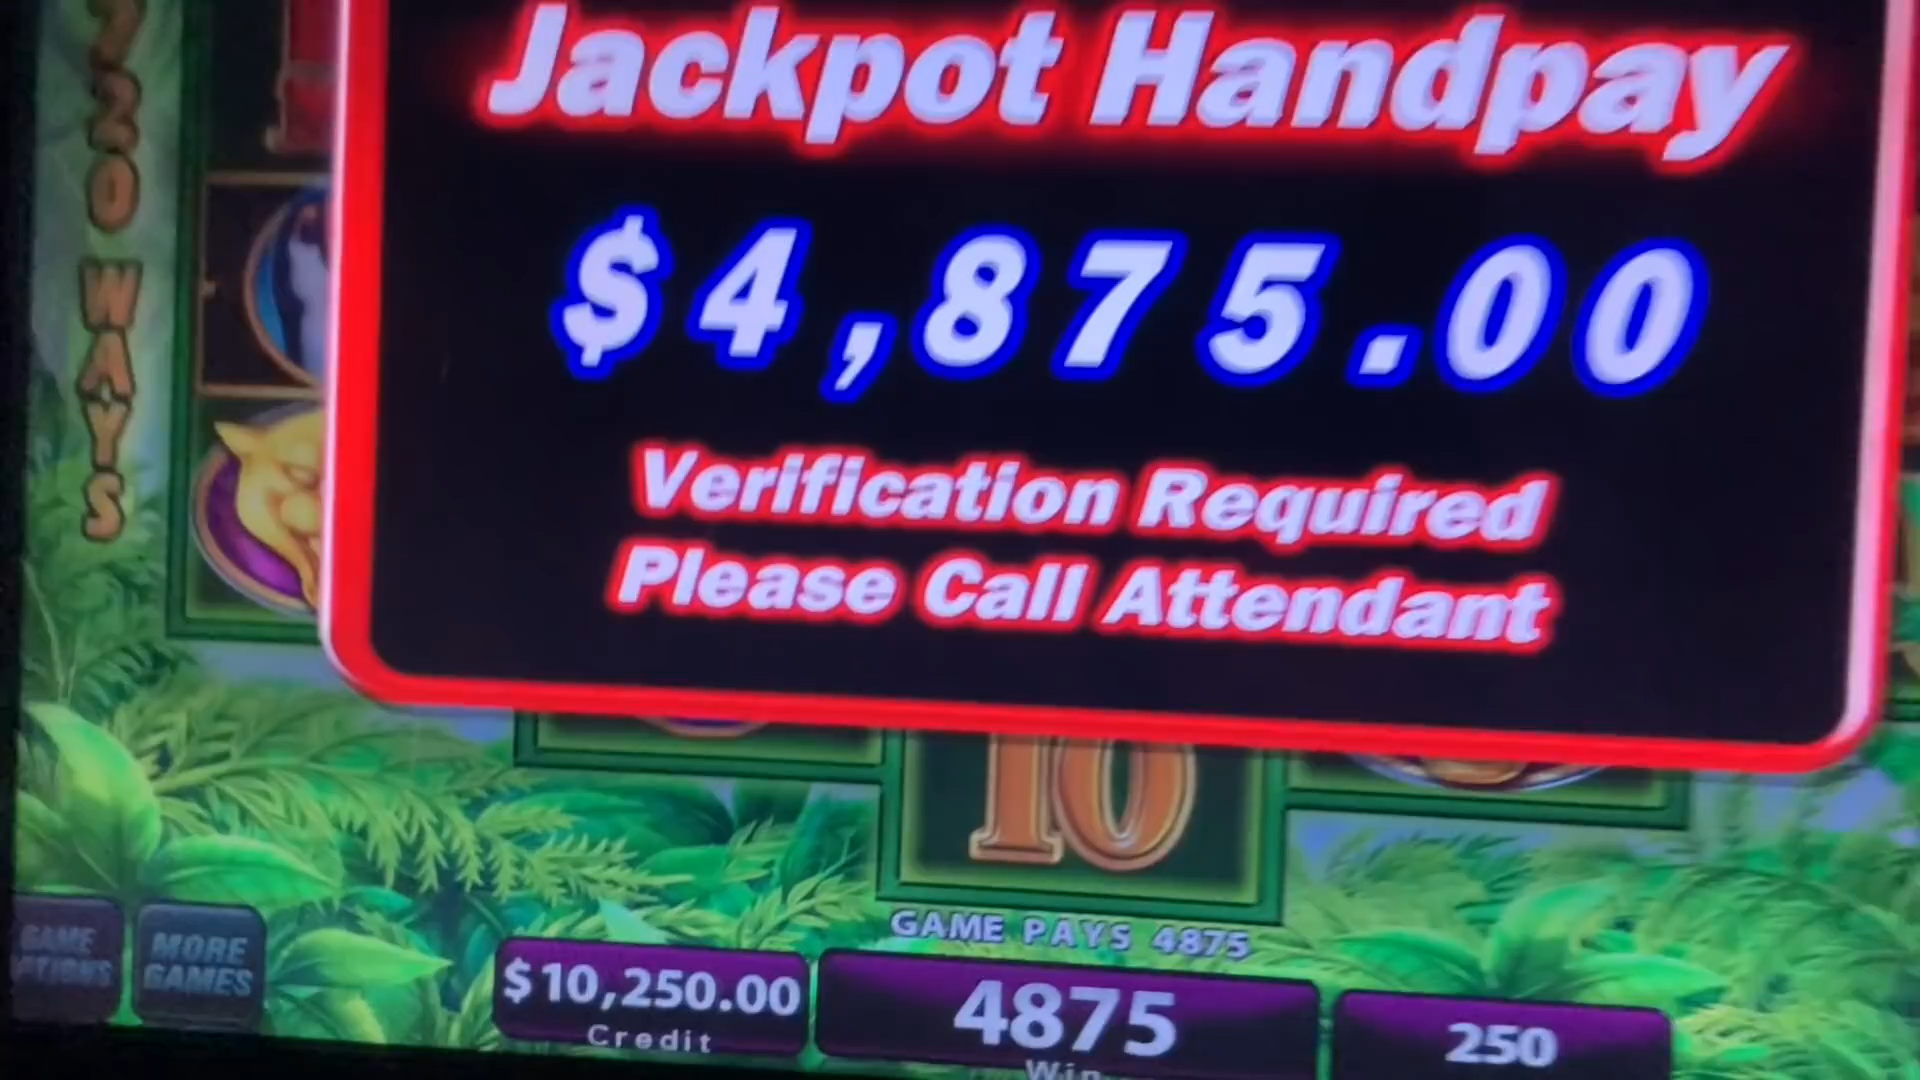 Jackpot Handpay
$4,875.00
Verification Required
Please Call Attendant
720 WAYS
10
GAME PAYS 4875
GAME OPTIONS
MORE GAMES
$10,250.00
Credit
4875
Win
250